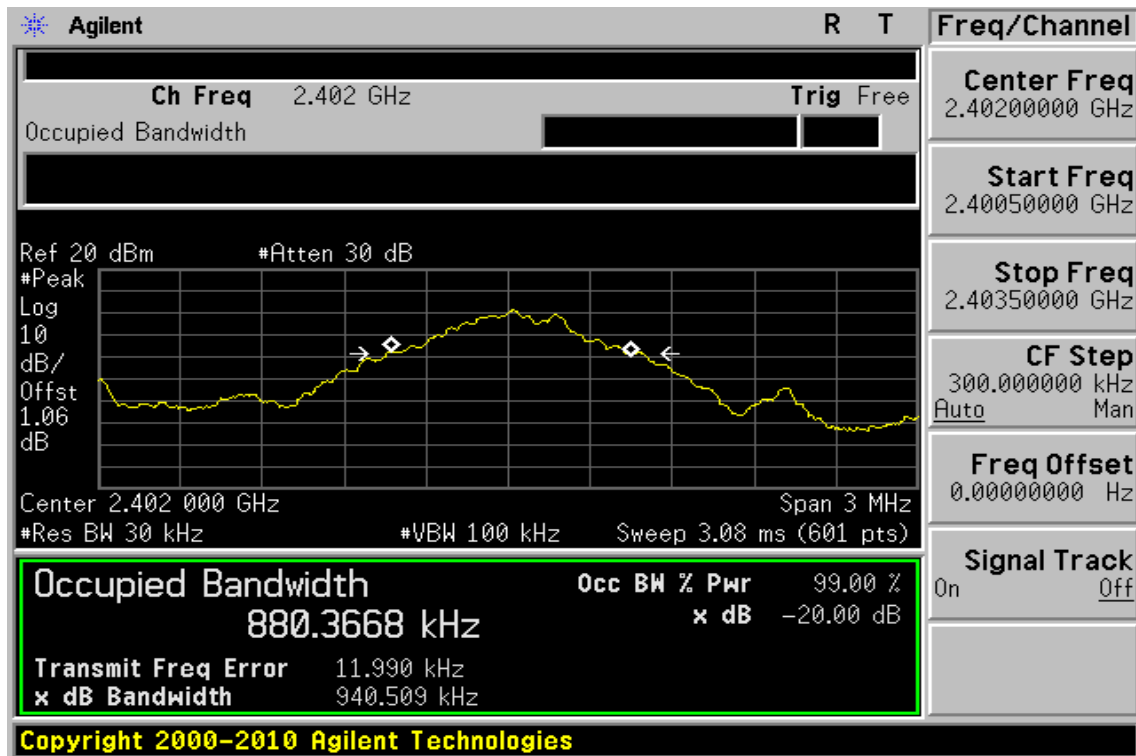 Agilent R T Freq/Channel
Ch Freq 2.402 GHz Trig Free
Occupied Bandwidth
Center Freq
2.40200000 GHz
Start Freq
2.40050000 GHz
Stop Freq
2.40350000 GHz
CF Step
300.000000 kHz
Auto Man
Freq Offset
0.00000000 Hz
Signal Track
On Off
Ref 20 dBm #Atten 30 dB
#Peak
Log
10
dB/
Offst
1.06
dB
Center 2.402 000 GHz Span 3 MHz
#Res BW 30 kHz #VBW 100 kHz Sweep 3.08 ms (601 pts)
Occupied Bandwidth Occ BW % Pwr 99.00 %
880.3668 kHz x dB -20.00 dB
Transmit Freq Error 11.990 kHz
x dB Bandwidth 940.509 kHz
Copyright 2000-2010 Agilent Technologies